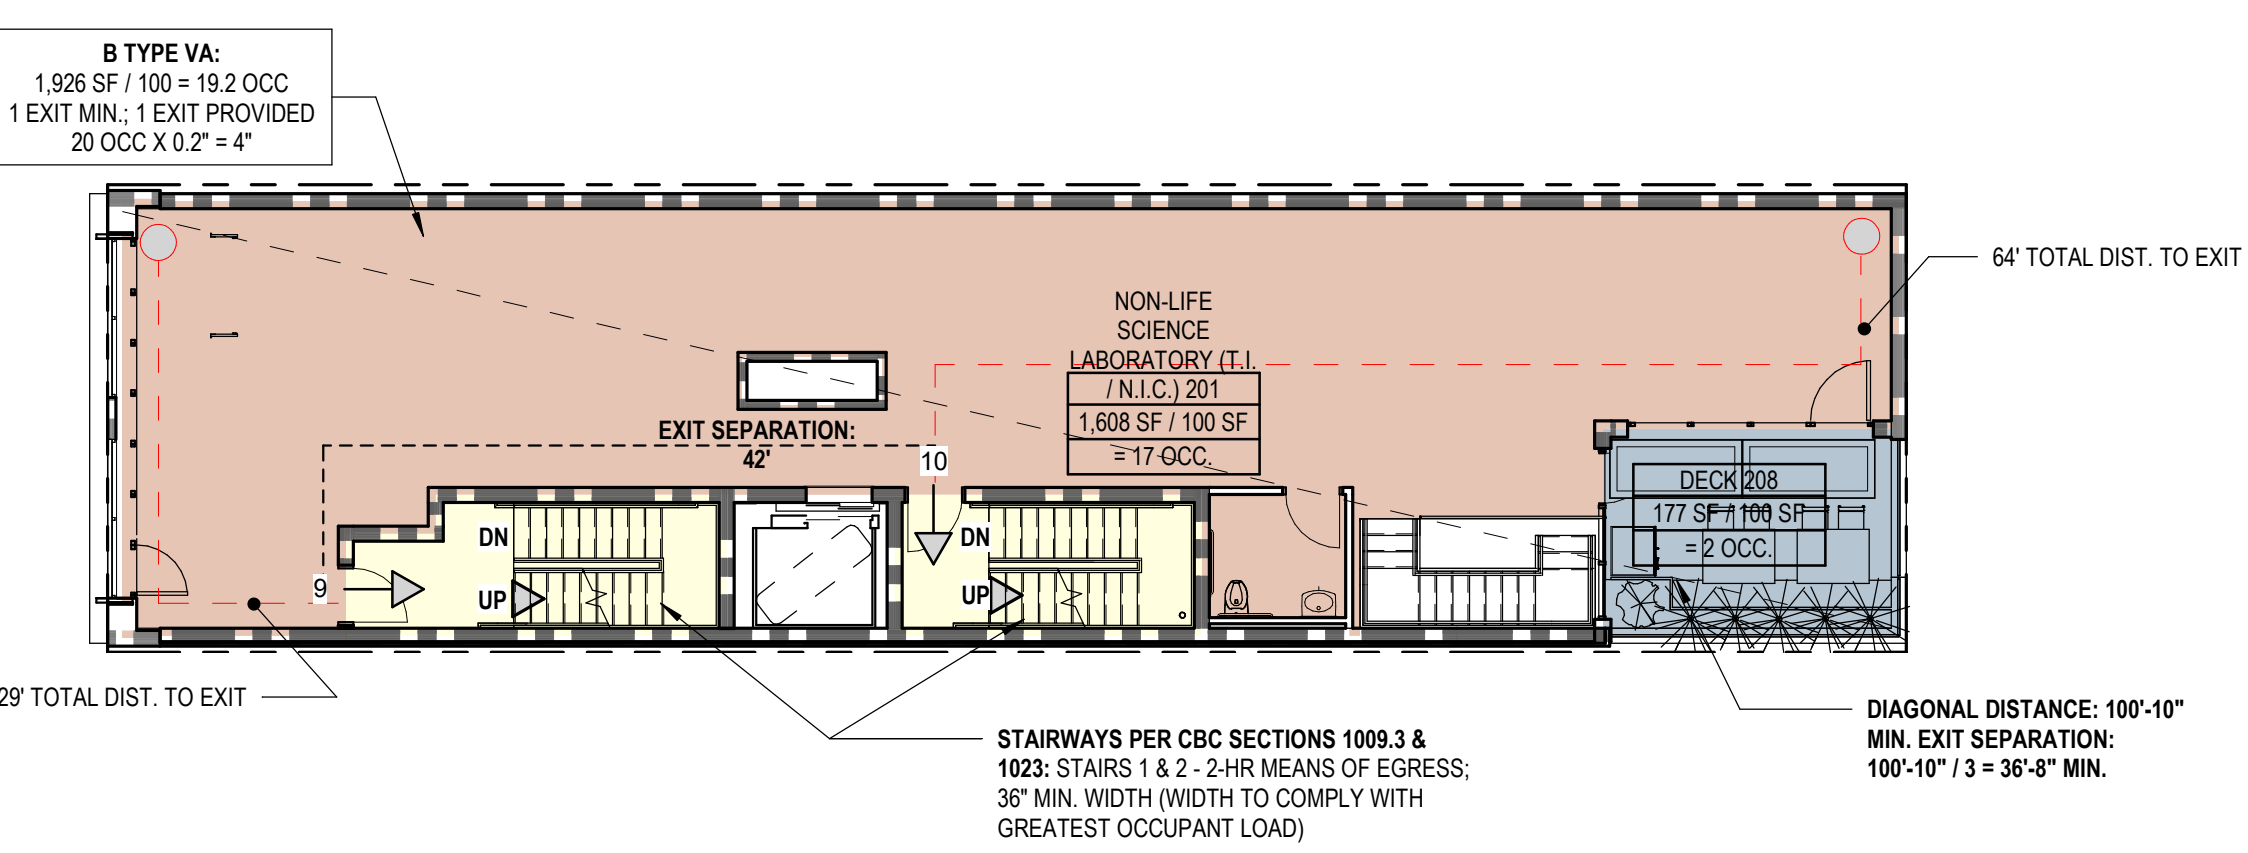 B TYPE VA:
1,926 SF / 100 = 19.2 OCC
1 EXIT MIN.; 1 EXIT PROVIDED
20 OCC X 0.2" = 4"
64' TOTAL DIST. TO EXIT
NON-LIFE
SCIENCE
LABORATORY (T.I.
/ N.I.C.) 201
1,608 SF / 100 SF
= 17 OCC.
EXIT SEPARATION:
42'
10
9
DN
UP
DN
UP
DECK 208
177 SF / 100 SF
= 2 OCC.
29' TOTAL DIST. TO EXIT
STAIRWAYS PER CBC SECTIONS 1009.3 &
1023: STAIRS 1 & 2 - 2-HR MEANS OF EGRESS;
36" MIN. WIDTH (WIDTH TO COMPLY WITH
GREATEST OCCUPANT LOAD)
DIAGONAL DISTANCE: 100'-10"
MIN. EXIT SEPARATION:
100'-10" / 3 = 36'-8" MIN.